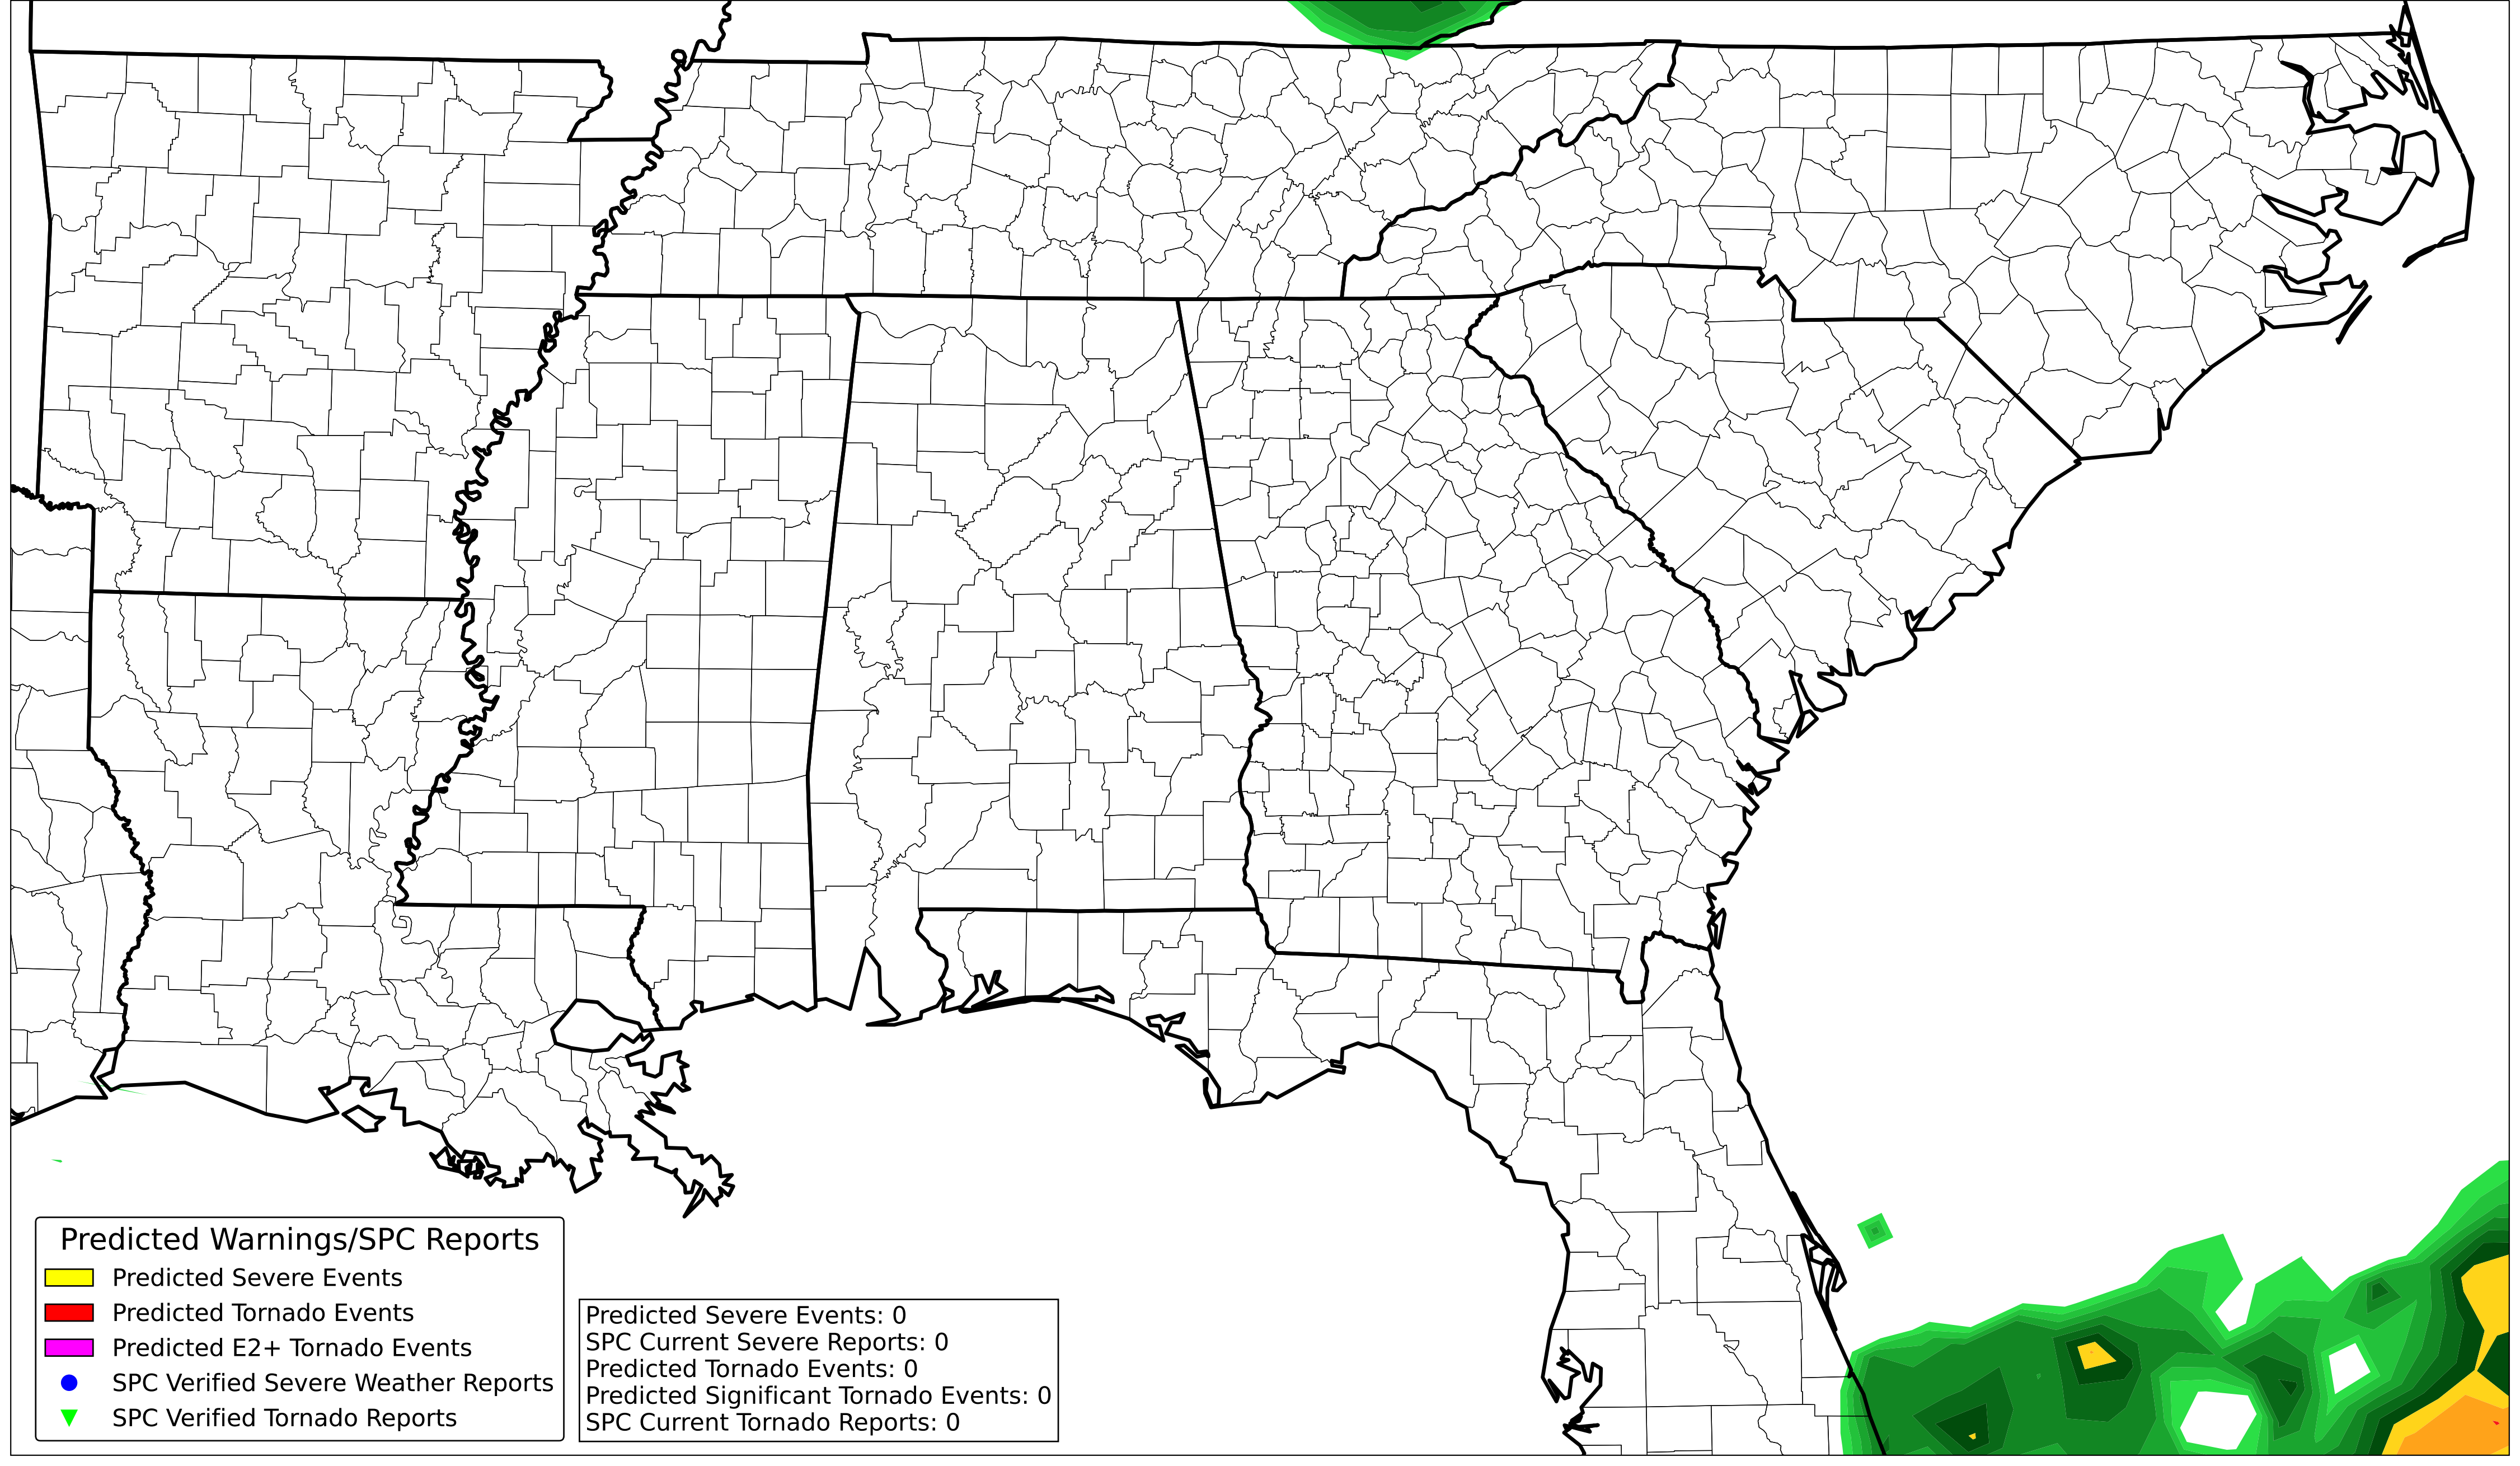 Predicted Warnings/SPC Reports
Predicted Severe Events
Predicted Tornado Events
Predicted E2+ Tornado Events
SPC Verified Severe Weather Reports
SPC Verified Tornado Reports
Predicted Severe Events: 0
SPC Current Severe Reports: 0
Predicted Tornado Events: 0
Predicted Significant Tornado Events: 0
SPC Current Tornado Reports: 0